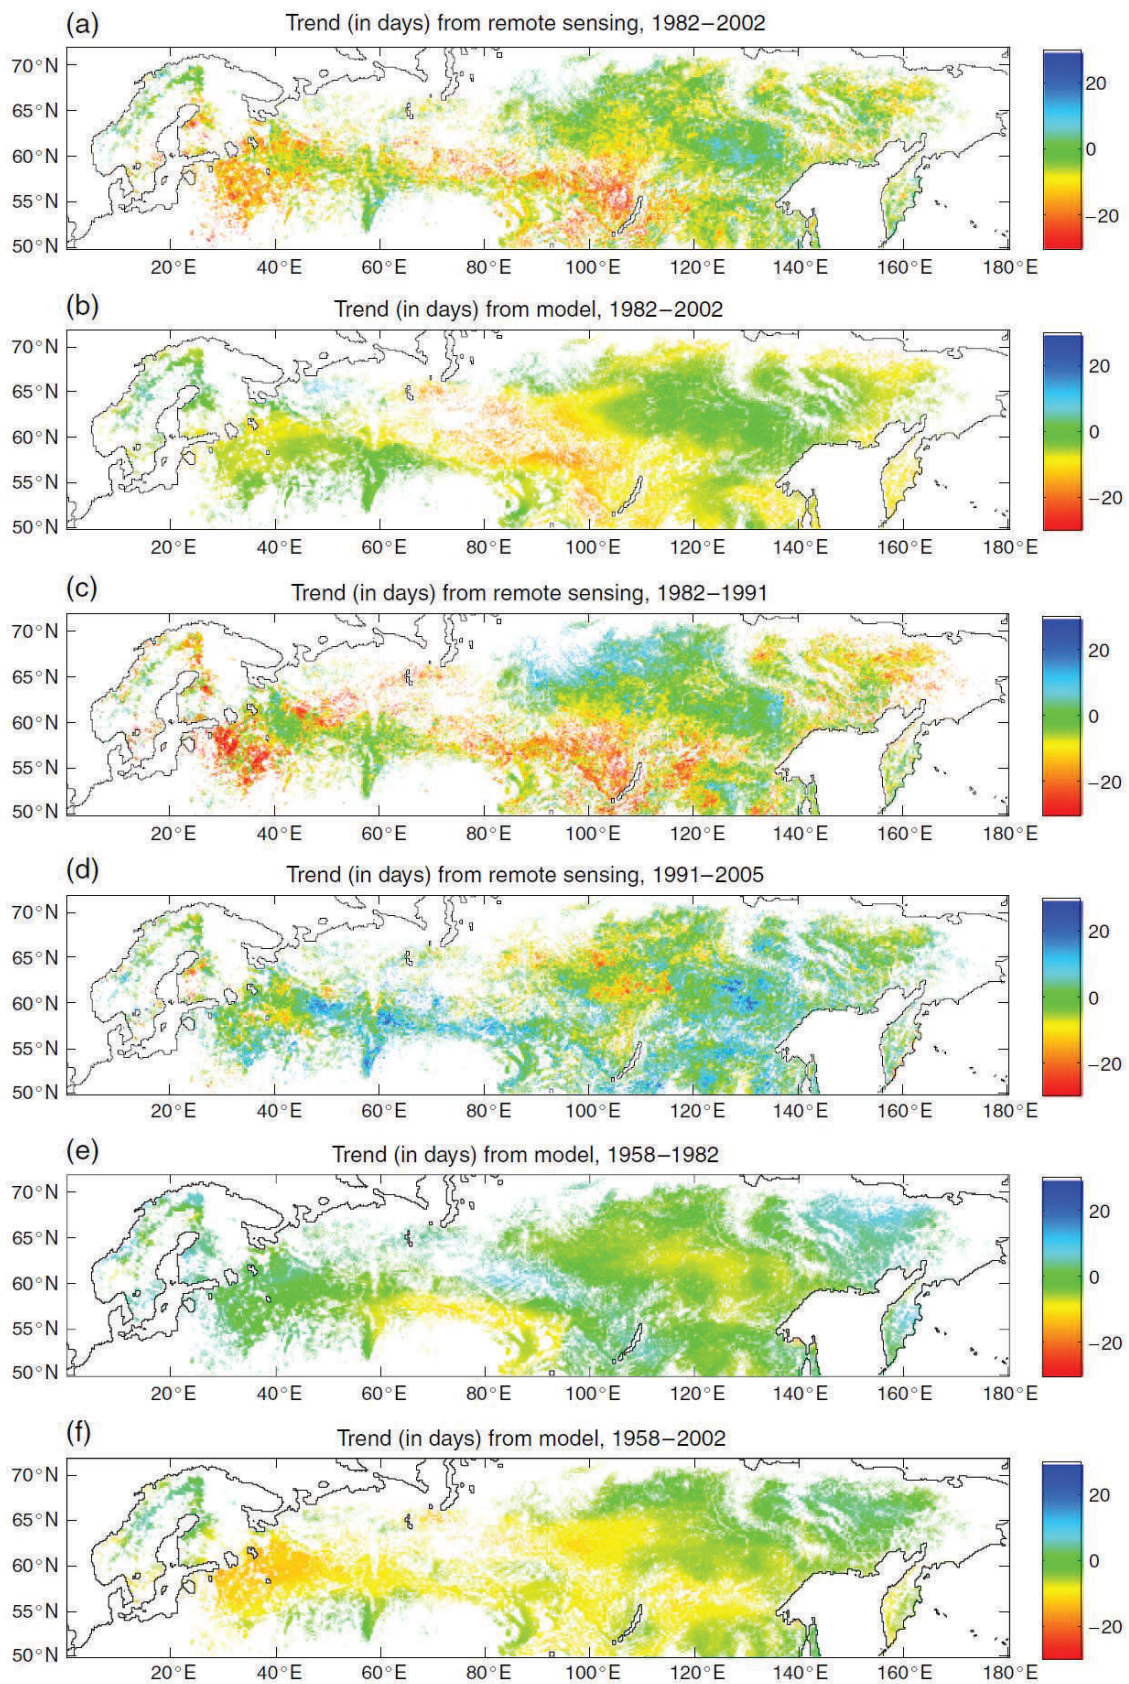 (a)
Trend (in days) from remote sensing, 1982−2002
70°N
65°N
60°N
55°N
50°N
20°E 40°E 60°E 80°E 100°E 120°E 140°E 160°E 180°E
20
0
−20
(b)
Trend (in days) from model, 1982−2002
70°N
65°N
60°N
55°N
50°N
20°E 40°E 60°E 80°E 100°E 120°E 140°E 160°E 180°E
20
0
−20
(c)
Trend (in days) from remote sensing, 1982−1991
70°N
65°N
60°N
55°N
50°N
20°E 40°E 60°E 80°E 100°E 120°E 140°E 160°E 180°E
20
0
−20
(d)
Trend (in days) from remote sensing, 1991−2005
70°N
65°N
60°N
55°N
50°N
20°E 40°E 60°E 80°E 100°E 120°E 140°E 160°E 180°E
20
0
−20
(e)
Trend (in days) from model, 1958−1982
70°N
65°N
60°N
55°N
50°N
20°E 40°E 60°E 80°E 100°E 120°E 140°E 160°E 180°E
20
0
−20
(f)
Trend (in days) from model, 1958−2002
70°N
65°N
60°N
55°N
50°N
20°E 40°E 60°E 80°E 100°E 120°E 140°E 160°E 180°E
20
0
−20